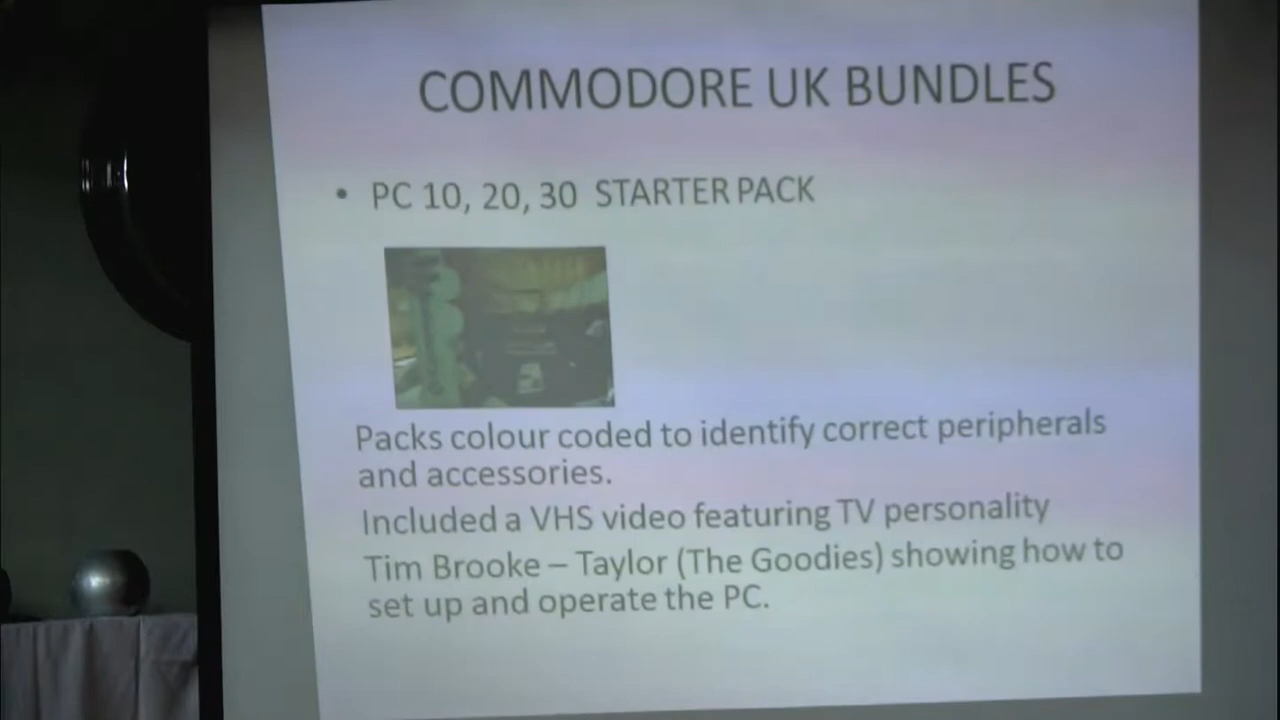 COMMODORE UK BUNDLES
• PC 10, 20, 30 STARTER PACK
Packs colour coded to identify correct peripherals
and accessories.
Included a VHS video featuring TV personality
Tim Brooke – Taylor (The Goodies) showing how to
set up and operate the PC.